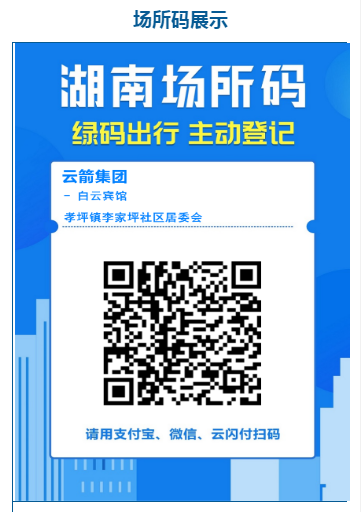 场所码展示
湖南场所码
绿码出行 主动登记
云箭集团
- 白云宾馆
孝坪镇李家坪社区居委会
请用支付宝、微信、云闪付扫码